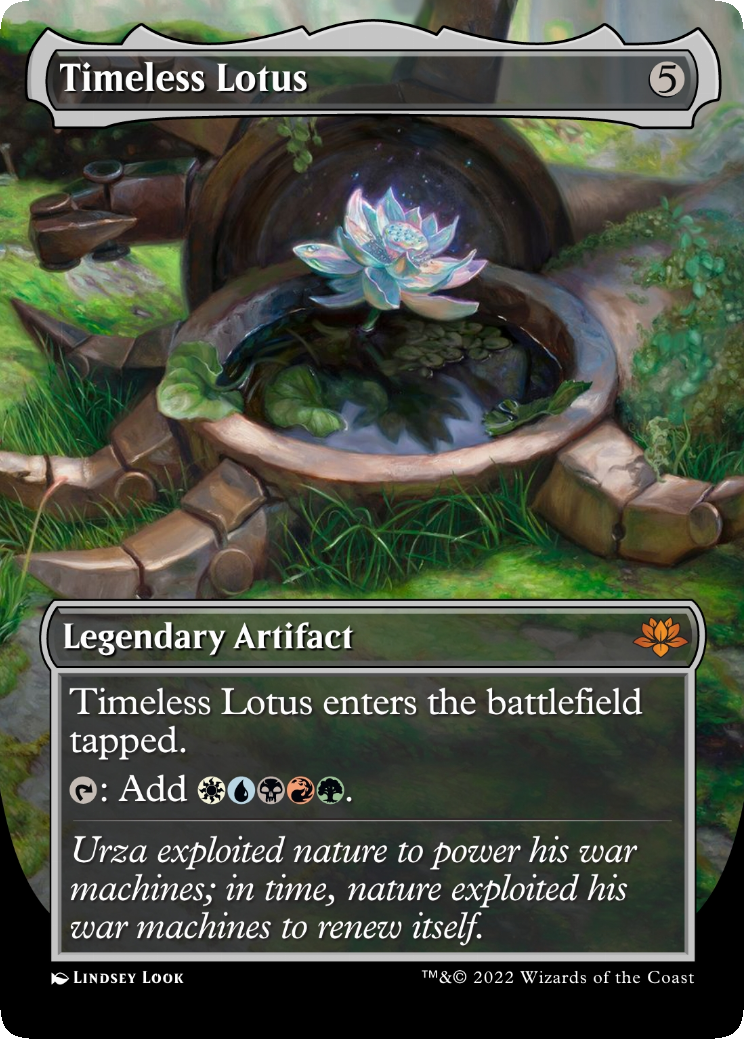 Timeless Lotus 5
Legendary Artifact
Timeless Lotus enters the battlefield
tapped.
: Add .
Urza exploited nature to power his war
machines; in time, nature exploited his
war machines to renew itself.
Lindsey Look ™&© 2022 Wizards of the Coast